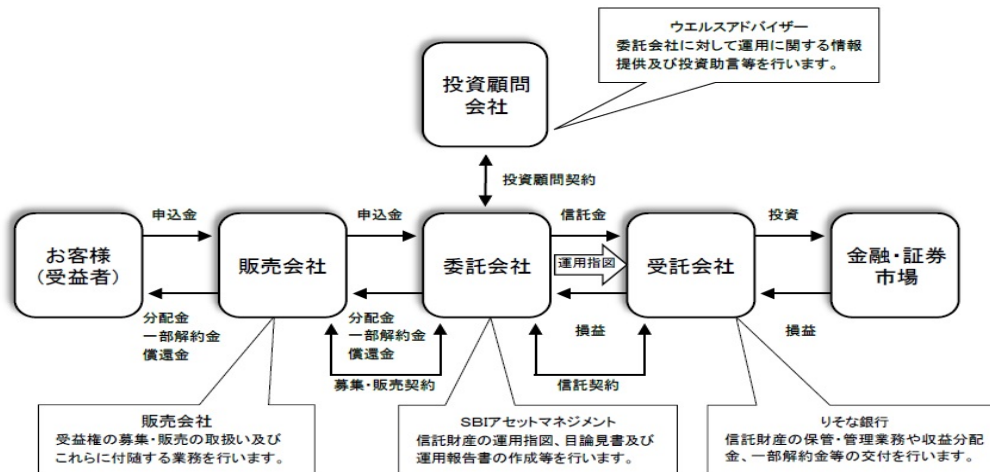 ウエルスアドバイザー
委託会社に対して運用に関する情報
提供及び投資助言等を行います。
投資顧問
会社
投資顧問契約
お客様
(受益者)
申込金
分配金
一部解約金
償還金
販売会社
申込金
分配金
一部解約金
償還金
募集・販売契約
委託会社
信託金
運用指図
損益
信託契約
受託会社
投資
損益
金融・証券
市場
販売会社
受益権の募集・販売の取扱い及び
これらに付随する業務を行います。
SBIアセットマネジメント
信託財産の運用指図、目論見書及び
運用報告書の作成等を行います。
りそな銀行
信託財産の保管・管理業務や収益分配
金、一部解約金等の交付を行います。